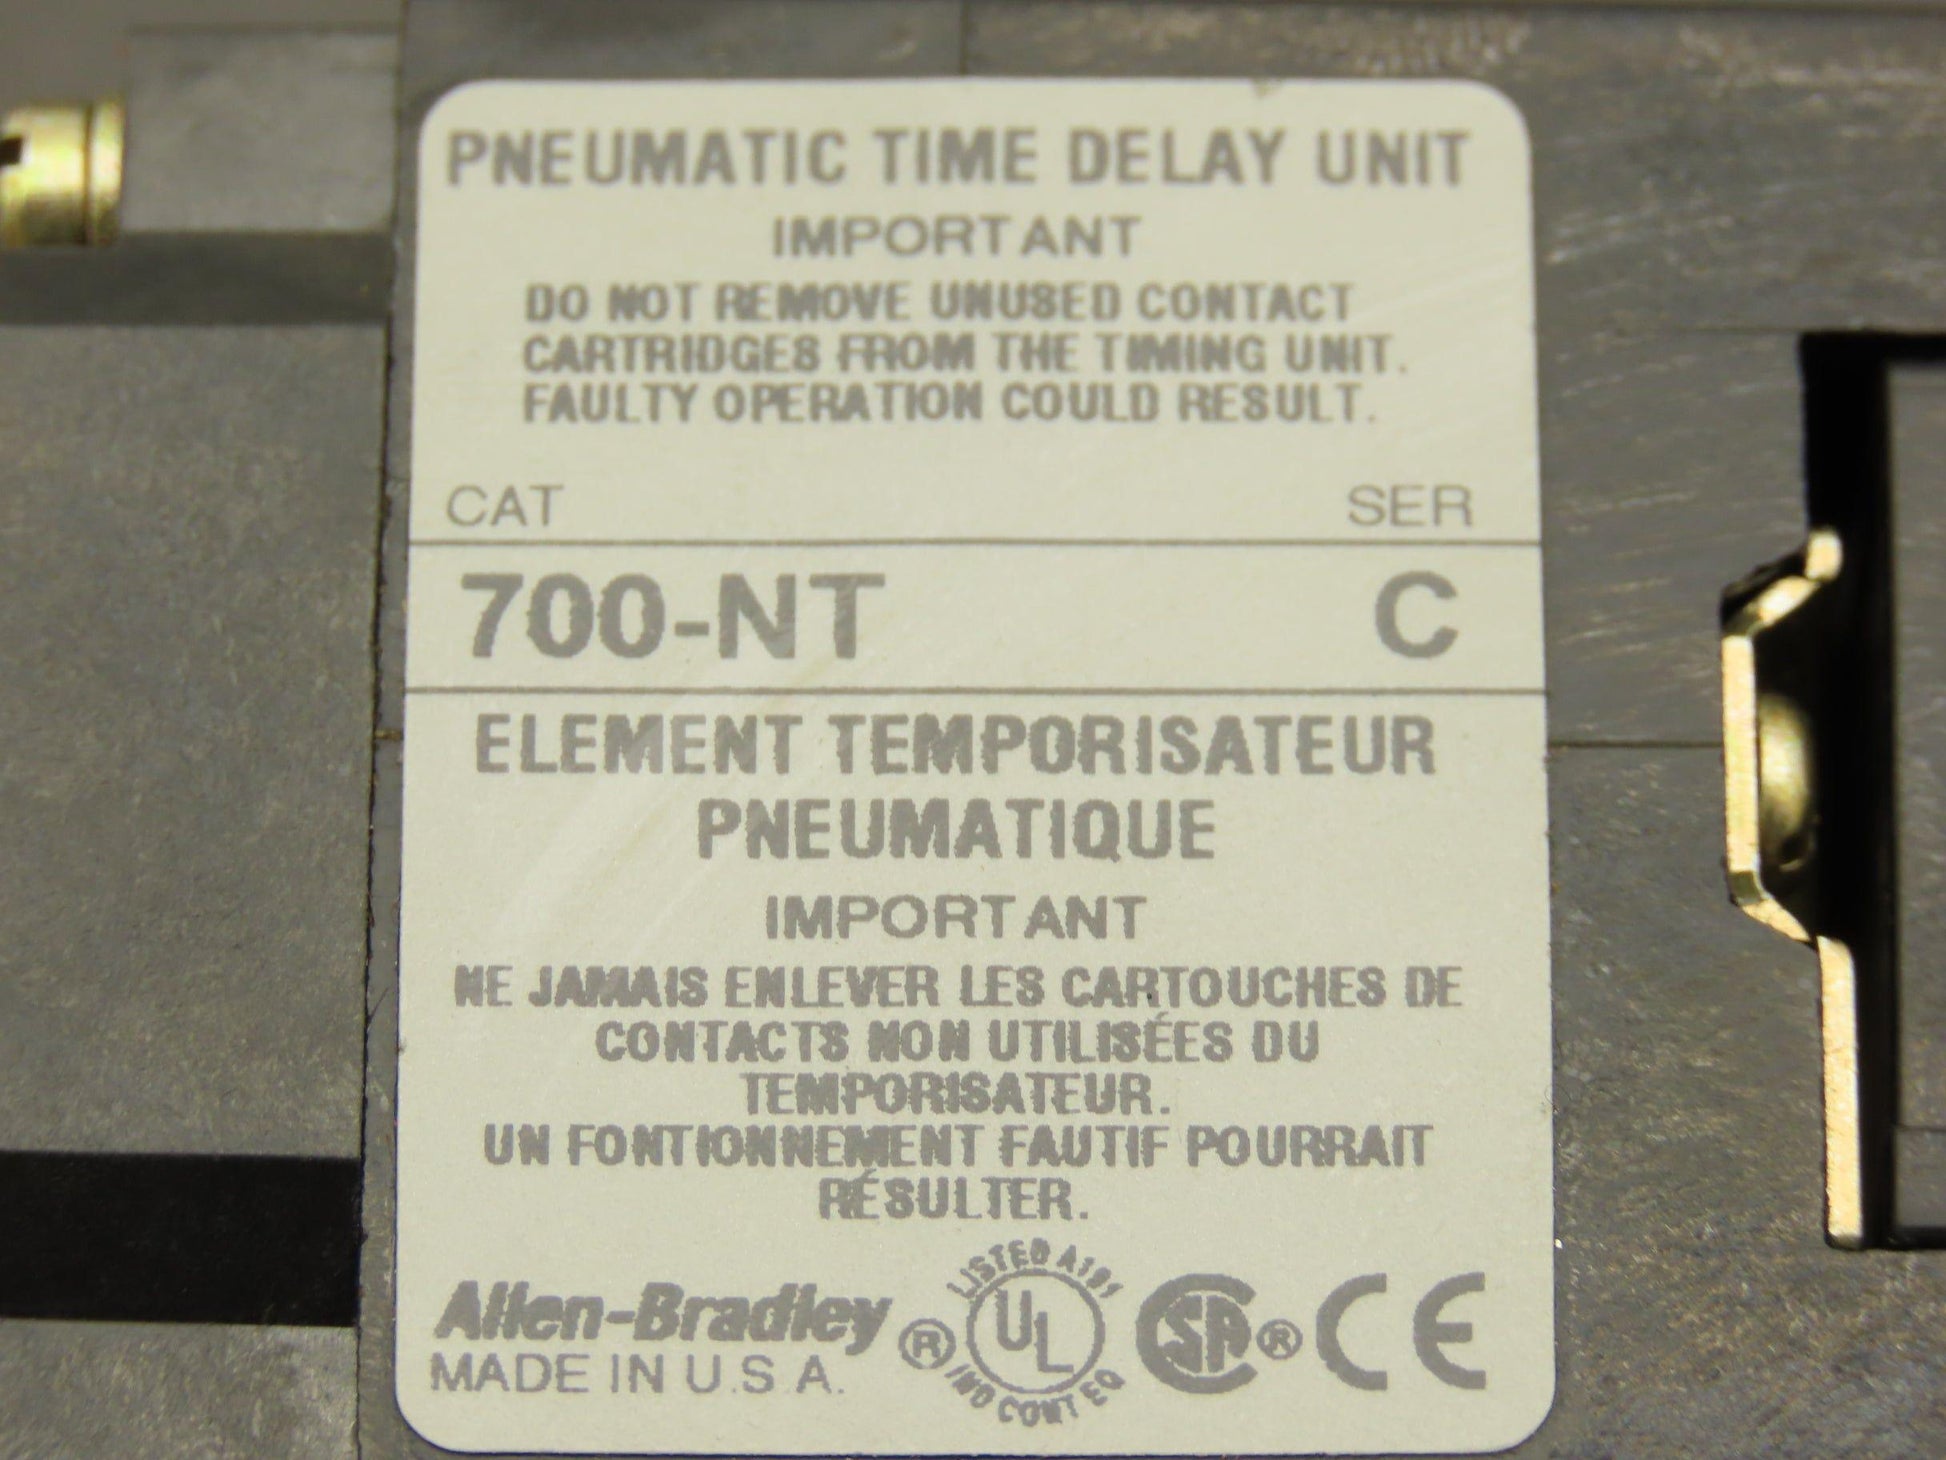 PNEUMATIC TIME DELAY UNIT
IMPORTANT
DO NOT REMOVE UNUSED CONTACT
CARTRIDGES FROM THE TIMING UNIT.
FAULTY OPERATION COULD RESULT.
CAT SER
700-NT C
ELEMENT TEMPORISATEUR
PNEUMATIQUE
IMPORTANT
NE JAMAIS ENLEVER LES CARTOUCHES DE
CONTACTS NON UTILISÉES DU
TEMPORISATEUR.
UN FONTIONNEMENT FAUTIF POURRAIT
RÉSULTER.
Allen-Bradley
MADE IN U.S.A.
®
LISTED A191
UL
IND CONT EQ
SA ®
CE